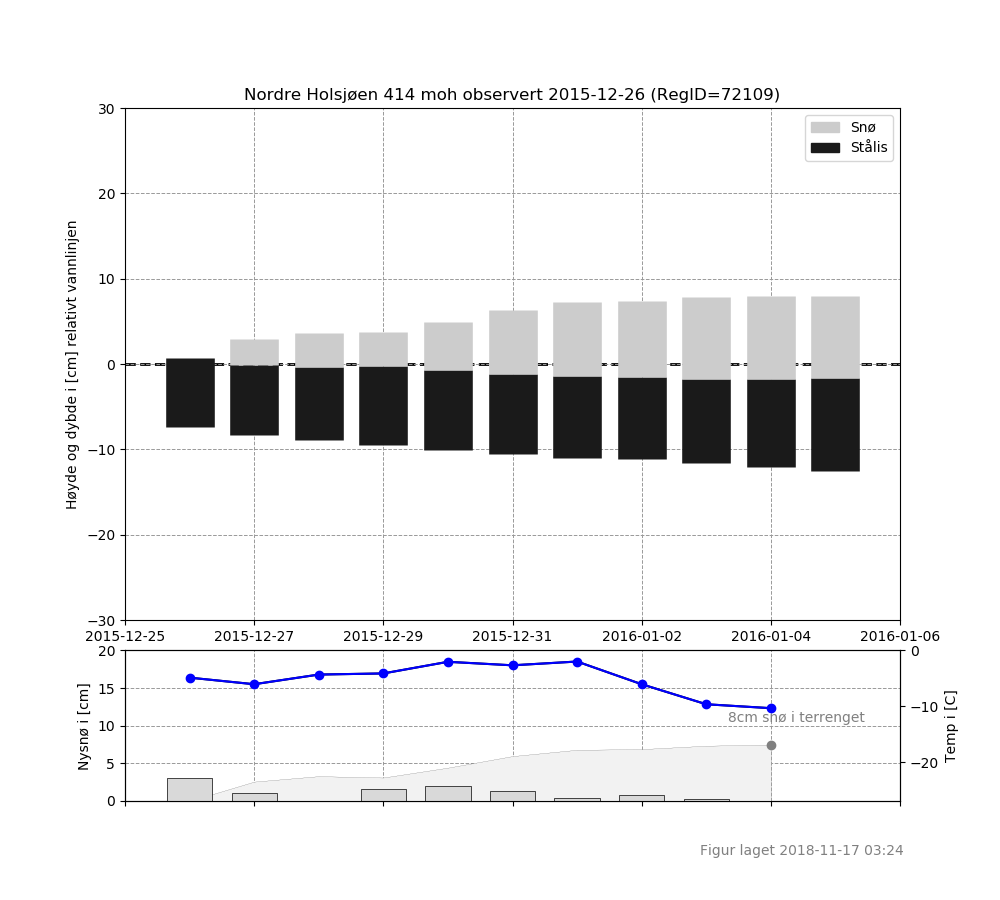 Nordre Holsjøen 414 moh observert 2015-12-26 (RegID=72109)
Høyde og dybde i [cm] relativt vannlinjen
30
20
10
0
−10
−20
−30
Snø
Stålis
2015-12-25 2015-12-27 2015-12-29 2015-12-31 2016-01-02 2016-01-04 2016-01-06
Nysnø i [cm]
20
15
10
5
0
8cm snø i terrenget
0
−10
−20
Temp i [C]
Figur laget 2018-11-17 03:24